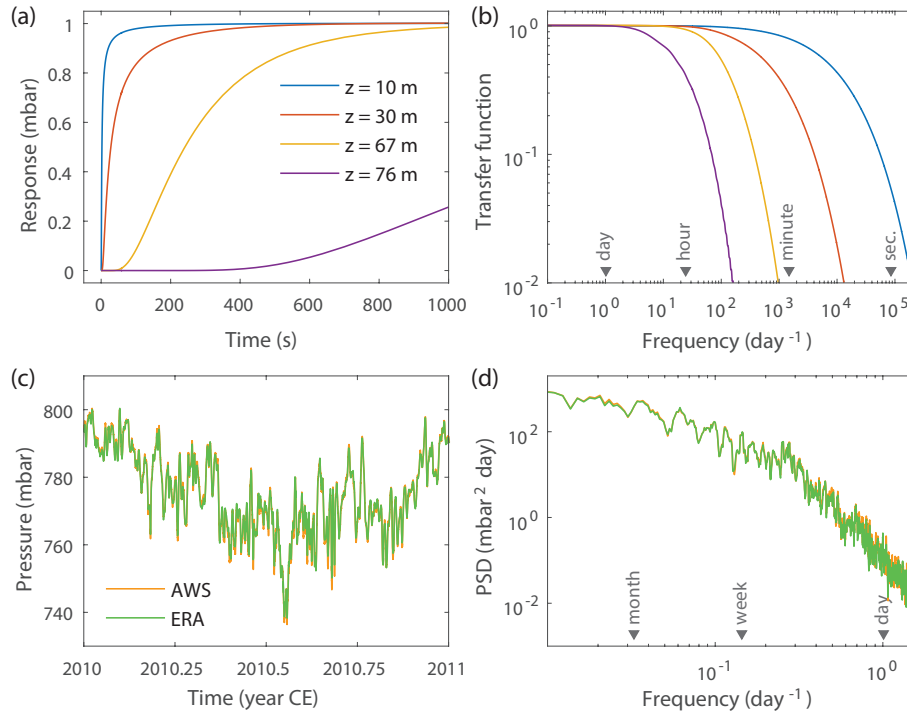 (a)
Response (mbar)
1
0.8
0.6
0.4
0.2
0
z = 10 m
z = 30 m
z = 67 m
z = 76 m
0 200 400 600 800 1000
Time (s)
(b)
Transfer function
10^0
10^-1
10^-2
day
hour
minute
sec.
10^-1 10^0 10^1 10^2 10^3 10^4 10^5
Frequency (day^-1)
(c)
Pressure (mbar)
800
780
760
740
AWS
ERA
2010 2010.25 2010.5 2010.75 2011
Time (year CE)
(d)
PSD (mbar^2 day)
10^2
10^0
10^-2
month
week
day
10^-1 10^0
Frequency (day^-1)